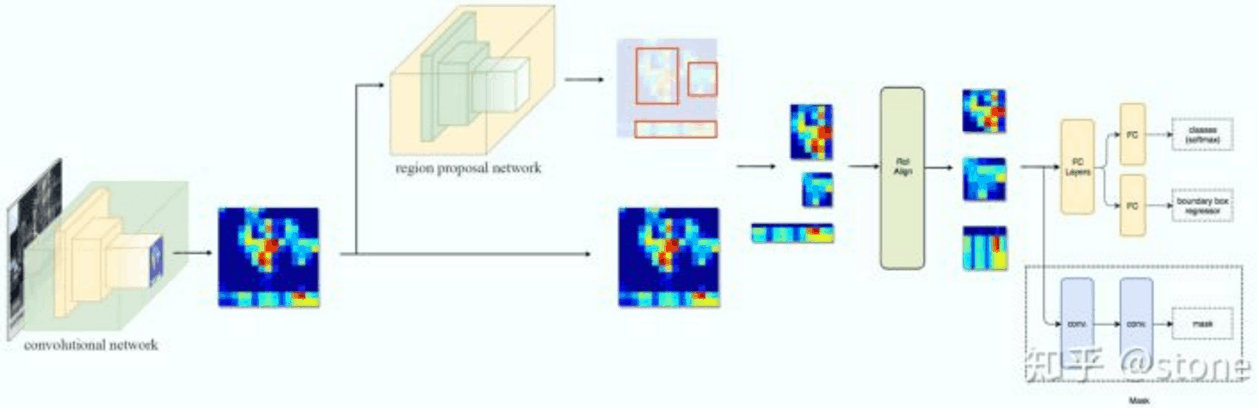 convolutional network
region proposal network
RoI
Align
FC
Layers
FC
FC
classes
(softmax)
boundary box
regressor
conv.
conv.
mask
Mask
知乎 @stone